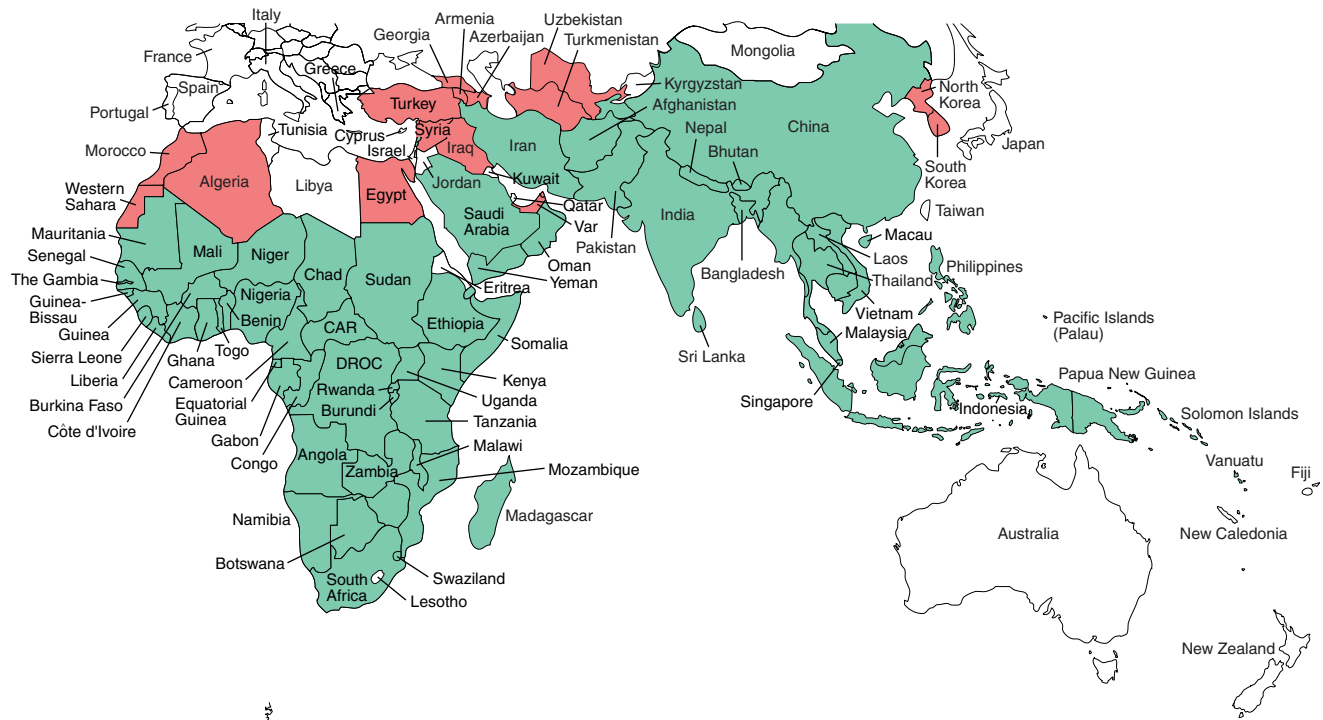 Italy
France
Spain
Portugal
Greece
Georgia
Armenia
Azerbaijan
Uzbekistan
Turkmenistan
Mongolia
Kyrgyzstan
Afghanistan
North
Korea
Turkey
Tunisia
Cyprus
Syria
Israel
Iraq
Iran
Nepal
Bhutan
China
Japan
South
Korea
Morocco
Algeria
Libya
Egypt
Jordan
Kuwait
Western
Sahara
Saudi
Arabia
Qatar
Var
Pakistan
India
Taiwan
Mauritania
Mali
Niger
Chad
Sudan
Oman
Yeman
Eritrea
Bangladesh
Macau
Laos
Thailand
Philippines
Senegal
The Gambia
Guinea-
Bissau
Guinea
Sierra Leone
Liberia
Burkina Faso
Côte d'Ivoire
Ghana
Togo
Benin
Nigeria
Cameroon
Equatorial
Guinea
Gabon
Congo
CAR
DROC
Rwanda
Burundi
Ethiopia
Somalia
Kenya
Uganda
Tanzania
Sri Lanka
Vietnam
Malaysia
Singapore
Indonesia
Pacific Islands
(Palau)
Papua New Guinea
Solomon Islands
Angola
Zambia
Malawi
Mozambique
Madagascar
Namibia
Botswana
South
Africa
Swaziland
Lesotho
Vanuatu
Fiji
New Caledonia
Australia
New Zealand